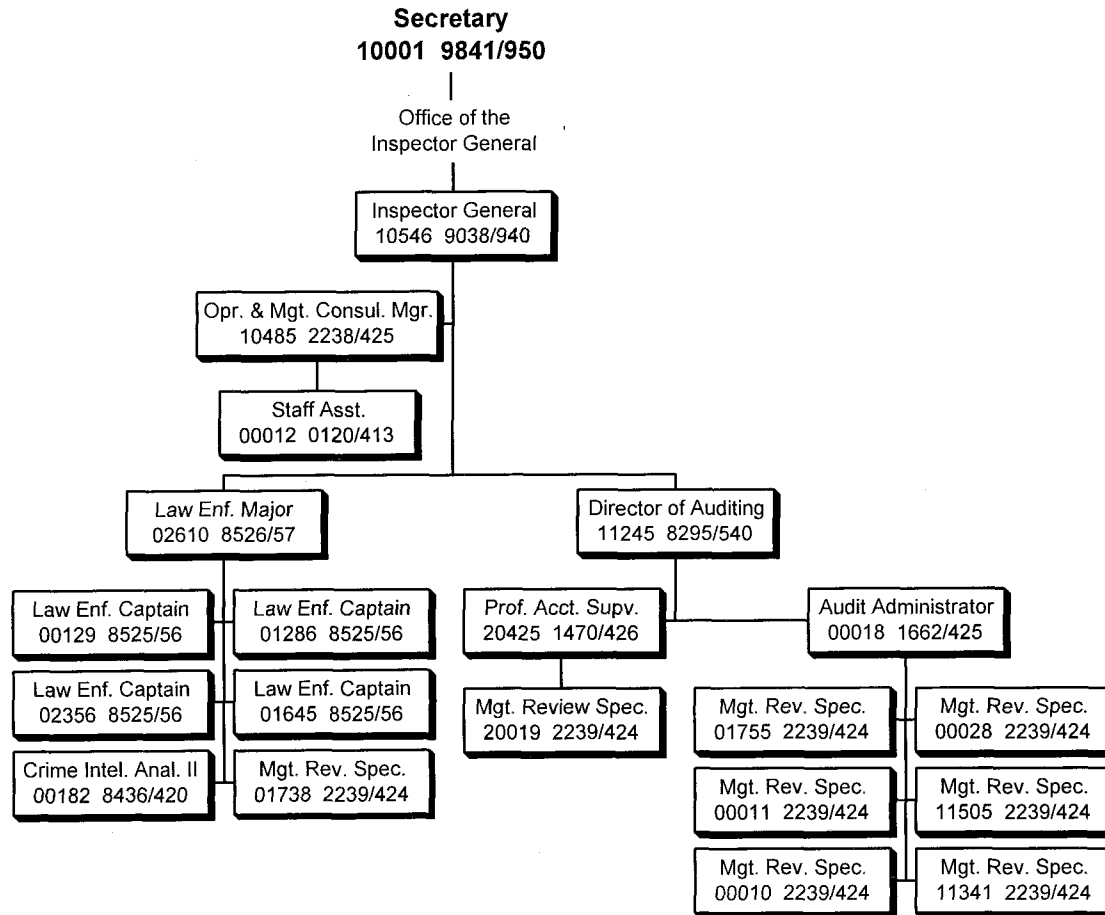 Secretary
10001 9841/950
Office of the
Inspector General
Inspector General
10546 9038/940
Opr. & Mgt. Consul. Mgr.
10485 2238/425
Staff Asst.
00012 0120/413
Law Enf. Major
02610 8526/57
Director of Auditing
11245 8295/540
Law Enf. Captain
00129 8525/56
Law Enf. Captain
01286 8525/56
Law Enf. Captain
02356 8525/56
Law Enf. Captain
01645 8525/56
Crime Intel. Anal. II
00182 8436/420
Mgt. Rev. Spec.
01738 2239/424
Prof. Acct. Supv.
20425 1470/426
Mgt. Review Spec.
20019 2239/424
Audit Administrator
00018 1662/425
Mgt. Rev. Spec.
01755 2239/424
Mgt. Rev. Spec.
00028 2239/424
Mgt. Rev. Spec.
00011 2239/424
Mgt. Rev. Spec.
11505 2239/424
Mgt. Rev. Spec.
00010 2239/424
Mgt. Rev. Spec.
11341 2239/424